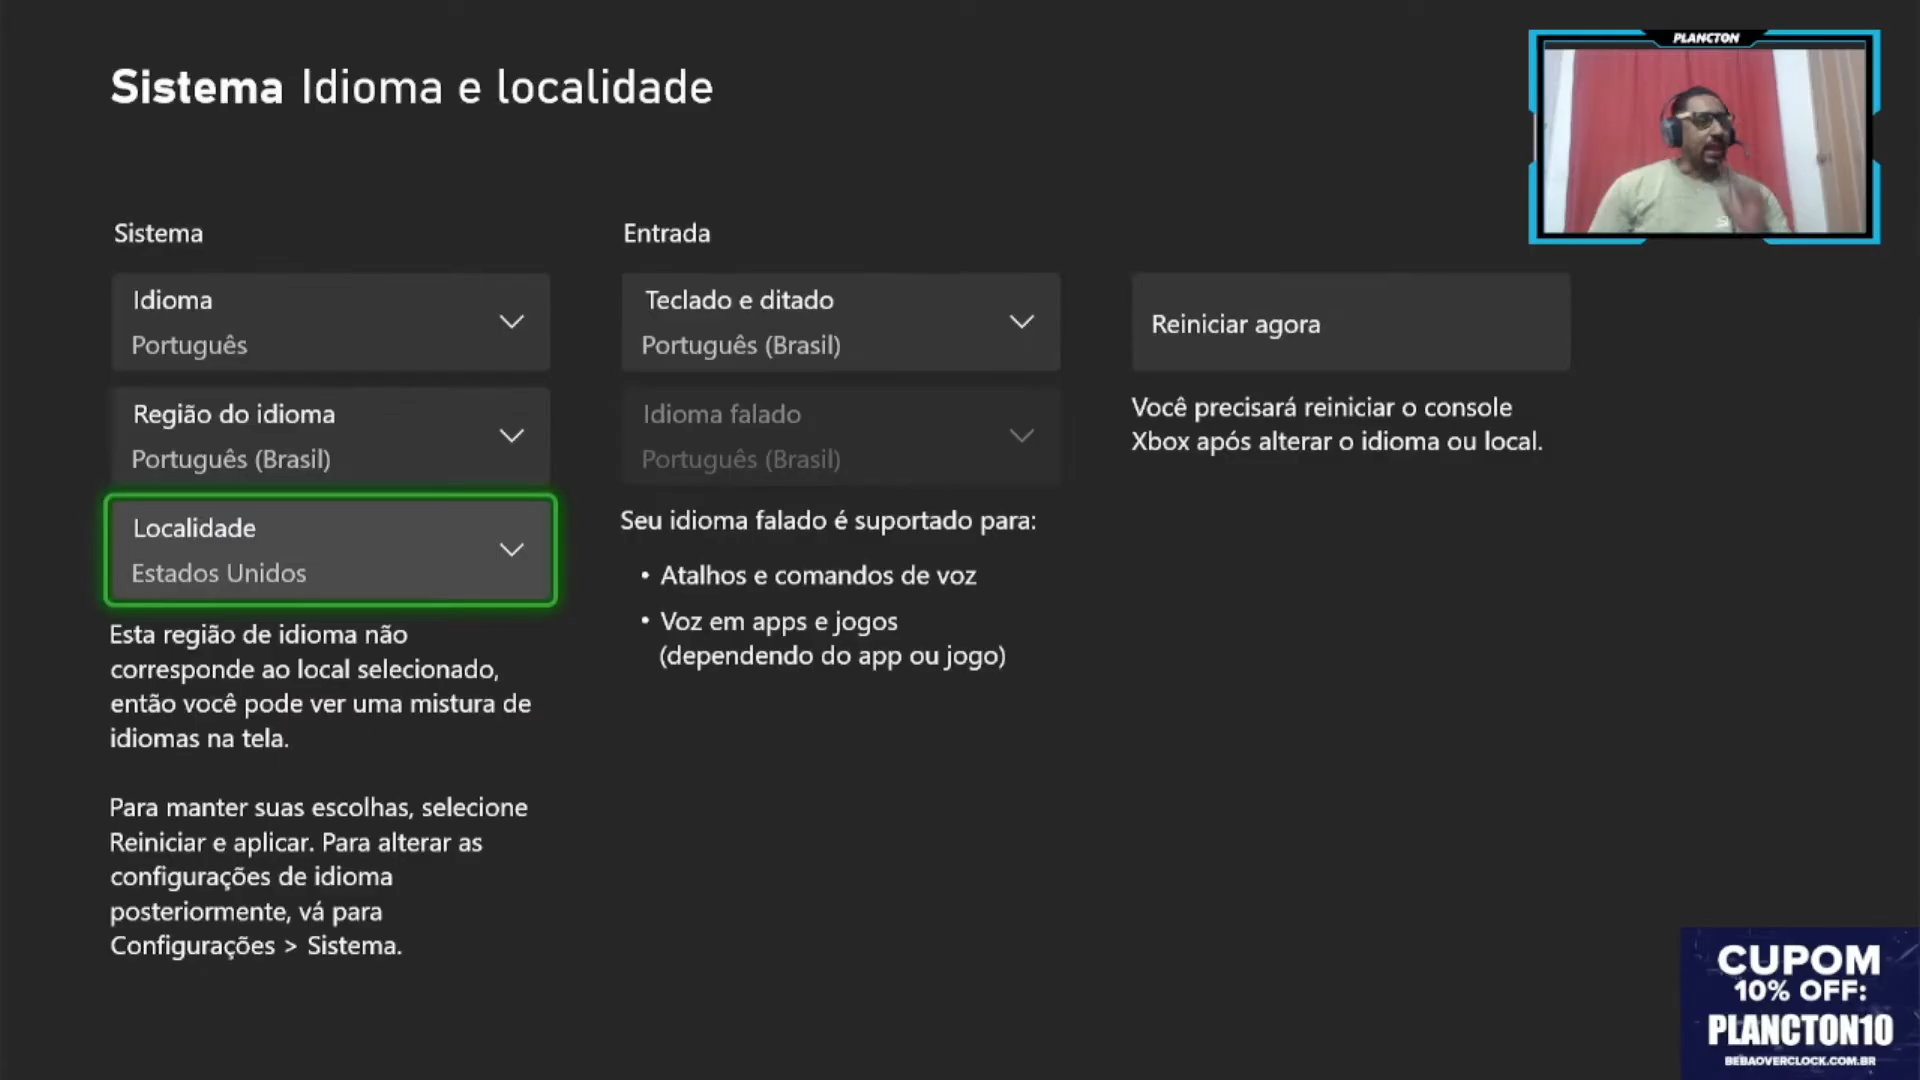 Sistema Idioma e localidade
PLANCTON
Sistema
Idioma
Português
Região do idioma
Português (Brasil)
Localidade
Estados Unidos
Esta região de idioma não
corresponde ao local selecionado,
então você pode ver uma mistura de
idiomas na tela.
Para manter suas escolhas, selecione
Reiniciar e aplicar. Para alterar as
configurações de idioma
posteriormente, vá para
Configurações > Sistema.
Entrada
Teclado e ditado
Português (Brasil)
Idioma falado
Português (Brasil)
Seu idioma falado é suportado para:
• Atalhos e comandos de voz
• Voz em apps e jogos
(dependendo do app ou jogo)
Reiniciar agora
Você precisará reiniciar o console
Xbox após alterar o idioma ou local.
CUPOM
10% OFF:
PLANCTON10
BEBAOVERCLOCK.COM.BR